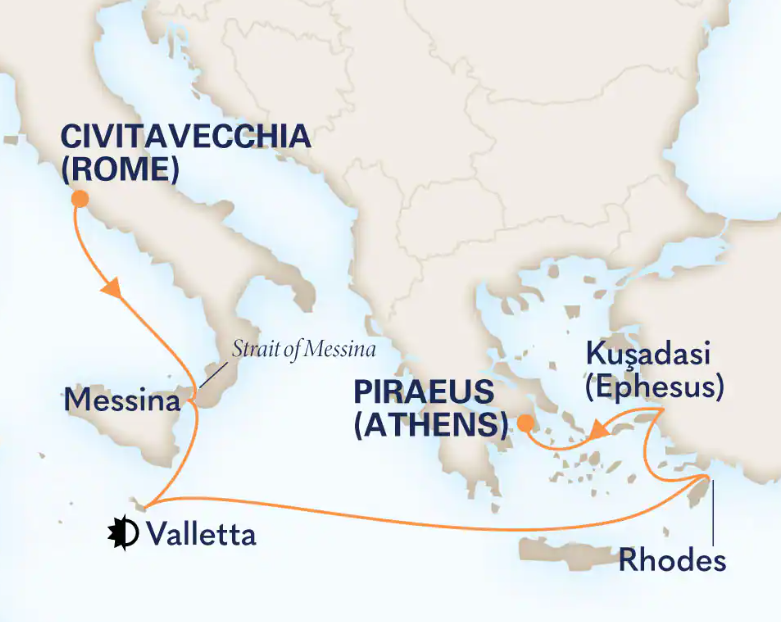 CIVITAVECCHIA
(ROME)
Strait of Messina
Kuşadasi
(Ephesus)
Messina
PIRAEUS
(ATHENS)
Valletta
Rhodes